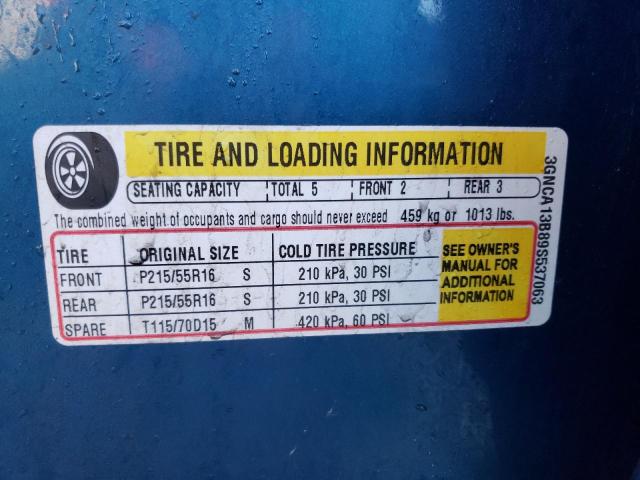 TIRE AND LOADING INFORMATION
SEATING CAPACITY TOTAL 5 FRONT 2 REAR 3
The combined weight of occupants and cargo should never exceed 459 kg or 1013 lbs.
TIRE ORIGINAL SIZE COLD TIRE PRESSURE
FRONT P215/55R16 S 210 kPa, 30 PSI
REAR P215/55R16 S 210 kPa, 30 PSI
SPARE T115/70D15 M 420 kPa, 60 PSI
SEE OWNER'S
MANUAL FOR
ADDITIONAL
INFORMATION
3GNCA13B89S537063